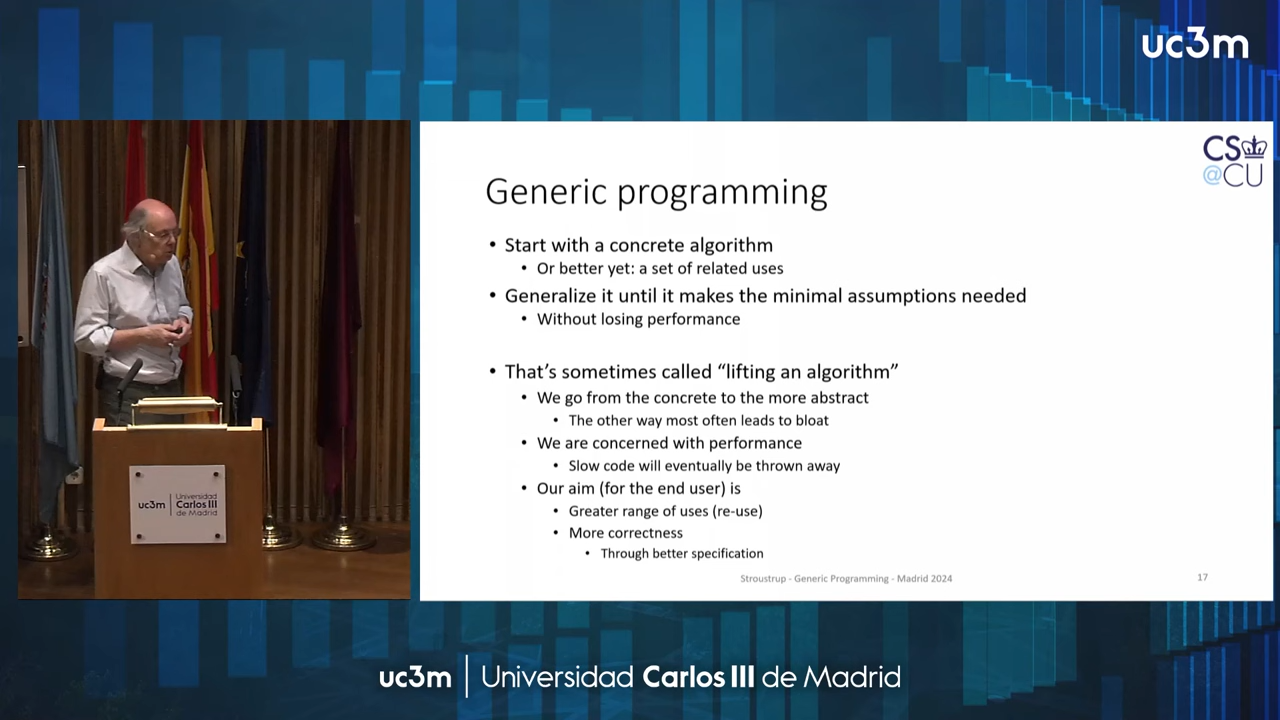 uc3m
CS
@CU
Generic programming
• Start with a concrete algorithm
• Or better yet: a set of related uses
• Generalize it until it makes the minimal assumptions needed
• Without losing performance
• That’s sometimes called “lifting an algorithm”
• We go from the concrete to the more abstract
• The other way most often leads to bloat
• We are concerned with performance
• Slow code will eventually be thrown away
• Our aim (for the end user) is
• Greater range of uses (re-use)
• More correctness
• Through better specification
Stroustrup - Generic Programming - Madrid 2024
17
uc3m
Universidad
Carlos III
de Madrid
uc3m | Universidad Carlos III de Madrid